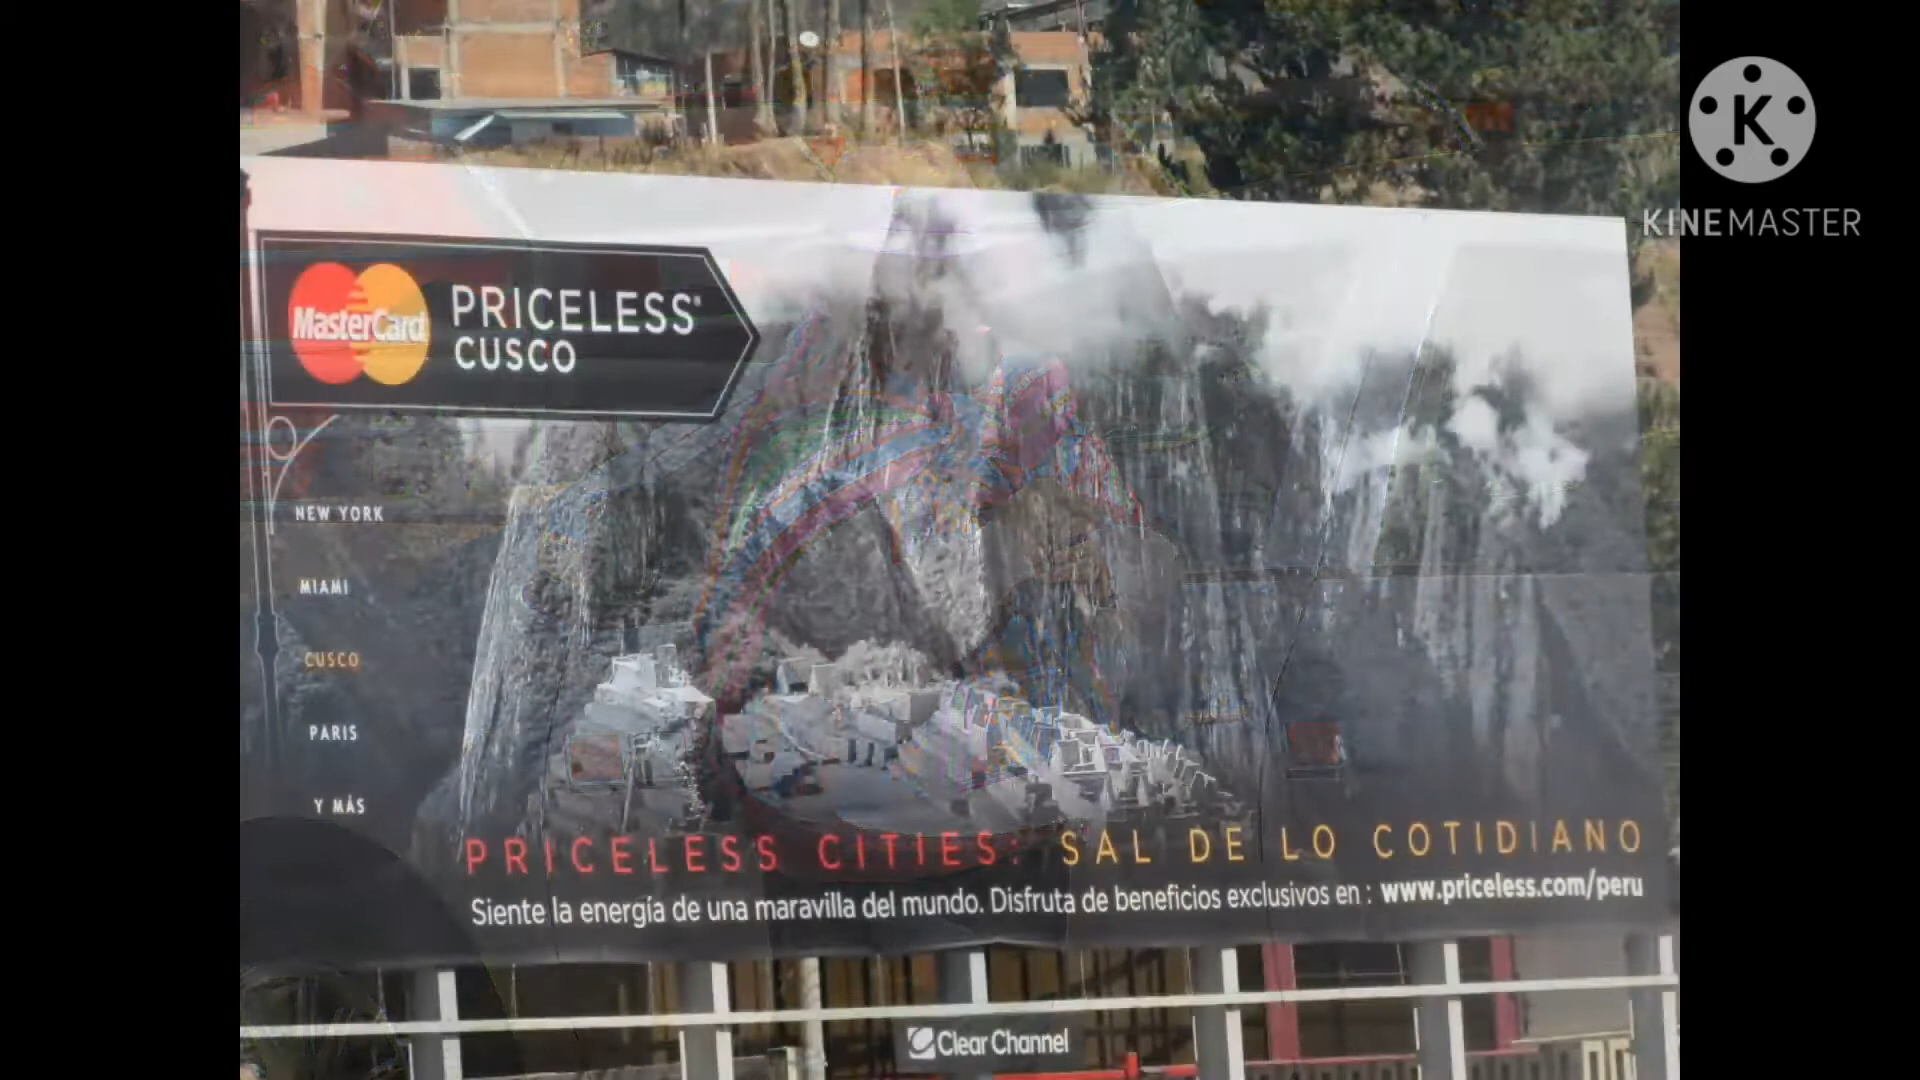 K
KINEMASTER
MasterCard
PRICELESS®
CUSCO
NEW YORK
MIAMI
CUSCO
PARIS
Y MÁS
PRICELESS CITIES: SAL DE LO COTIDIANO
Siente la energía de una maravilla del mundo. Disfruta de beneficios exclusivos en : www.priceless.com/peru
Clear Channel